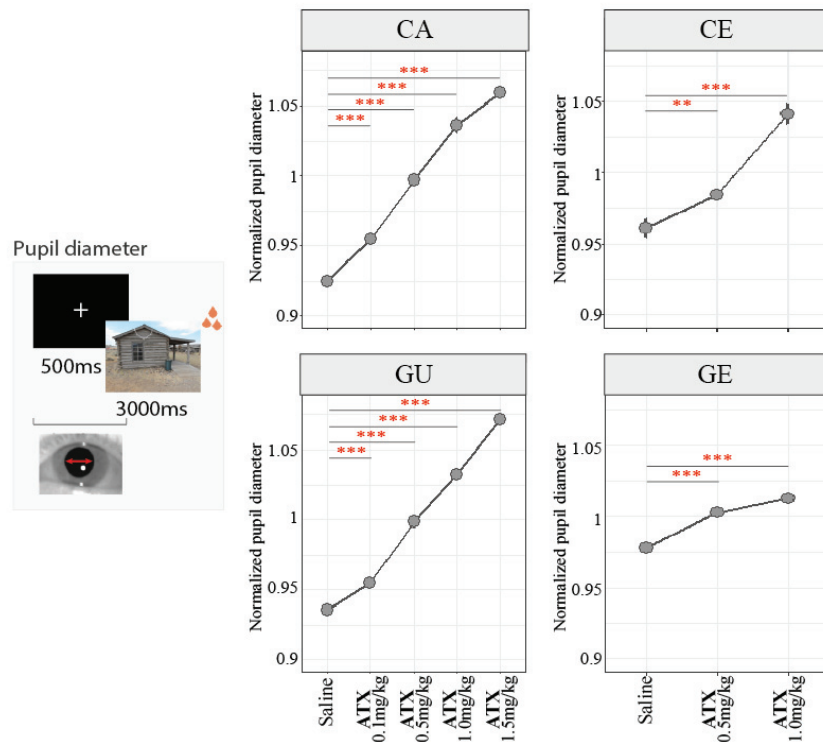 Pupil diameter
500ms
3000ms
CA
***
***
***
***
Normalized pupil diameter
1.05
1
0.95
0.9
CE
***
**
Normalized pupil diameter
1.05
1
0.95
0.9
GU
***
***
***
***
Normalized pupil diameter
1.05
1
0.95
0.9
Saline
ATX
0.1mg/kg
ATX
0.5mg/kg
ATX
1.0mg/kg
ATX
1.5mg/kg
GE
***
***
Normalized pupil diameter
1.05
1
0.95
0.9
Saline
ATX
0.5mg/kg
ATX
1.0mg/kg